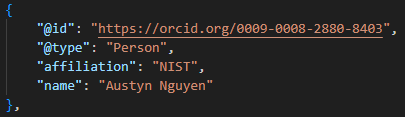 {
"@id": "https://orcid.org/0009-0008-2880-8403",
"@type": "Person",
"affiliation": "NIST",
"name": "Austyn Nguyen"
},